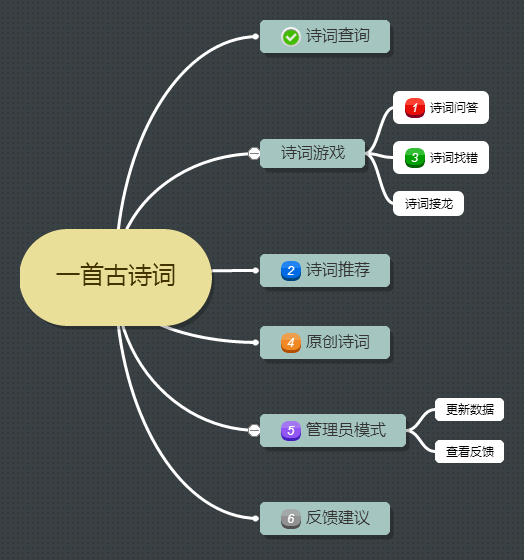 一首古诗词
诗词查询
诗词游戏
1 诗词问答
3 诗词找错
诗词接龙
2 诗词推荐
4 原创诗词
5 管理员模式
更新数据
查看反馈
6 反馈建议